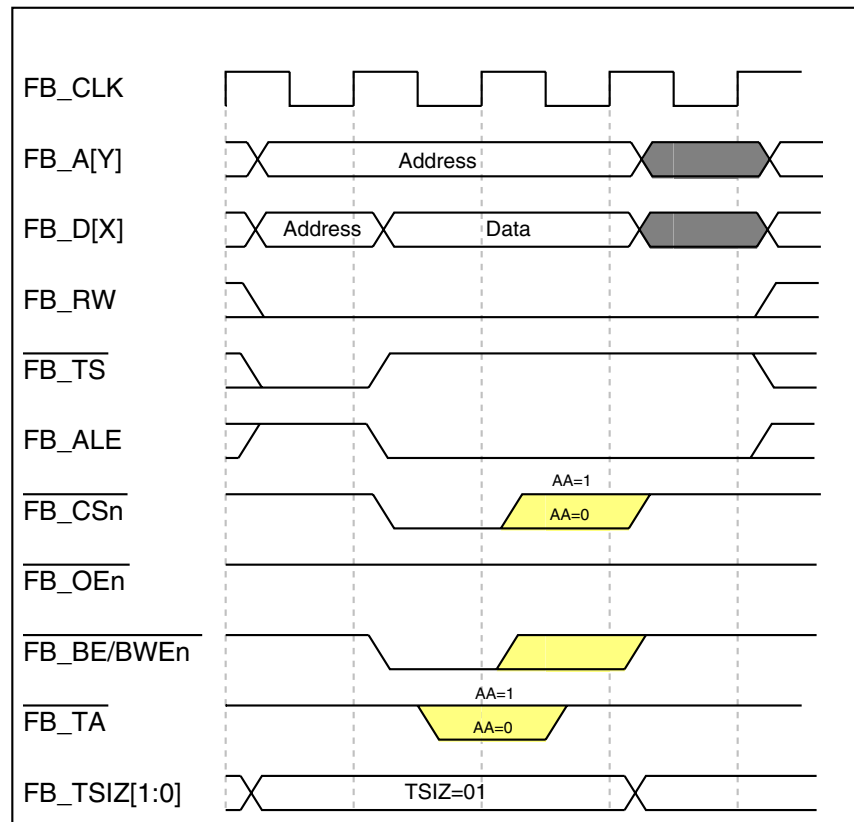 FB_CLK
FB_A[Y]
Address
FB_D[X]
Address
Data
FB_RW
FB_TS
FB_ALE
AA=1
FB_CSn
AA=0
FB_OEn
FB_BE/BWEn
AA=1
FB_TA
AA=0
FB_TSIZ[1:0]
TSIZ=01